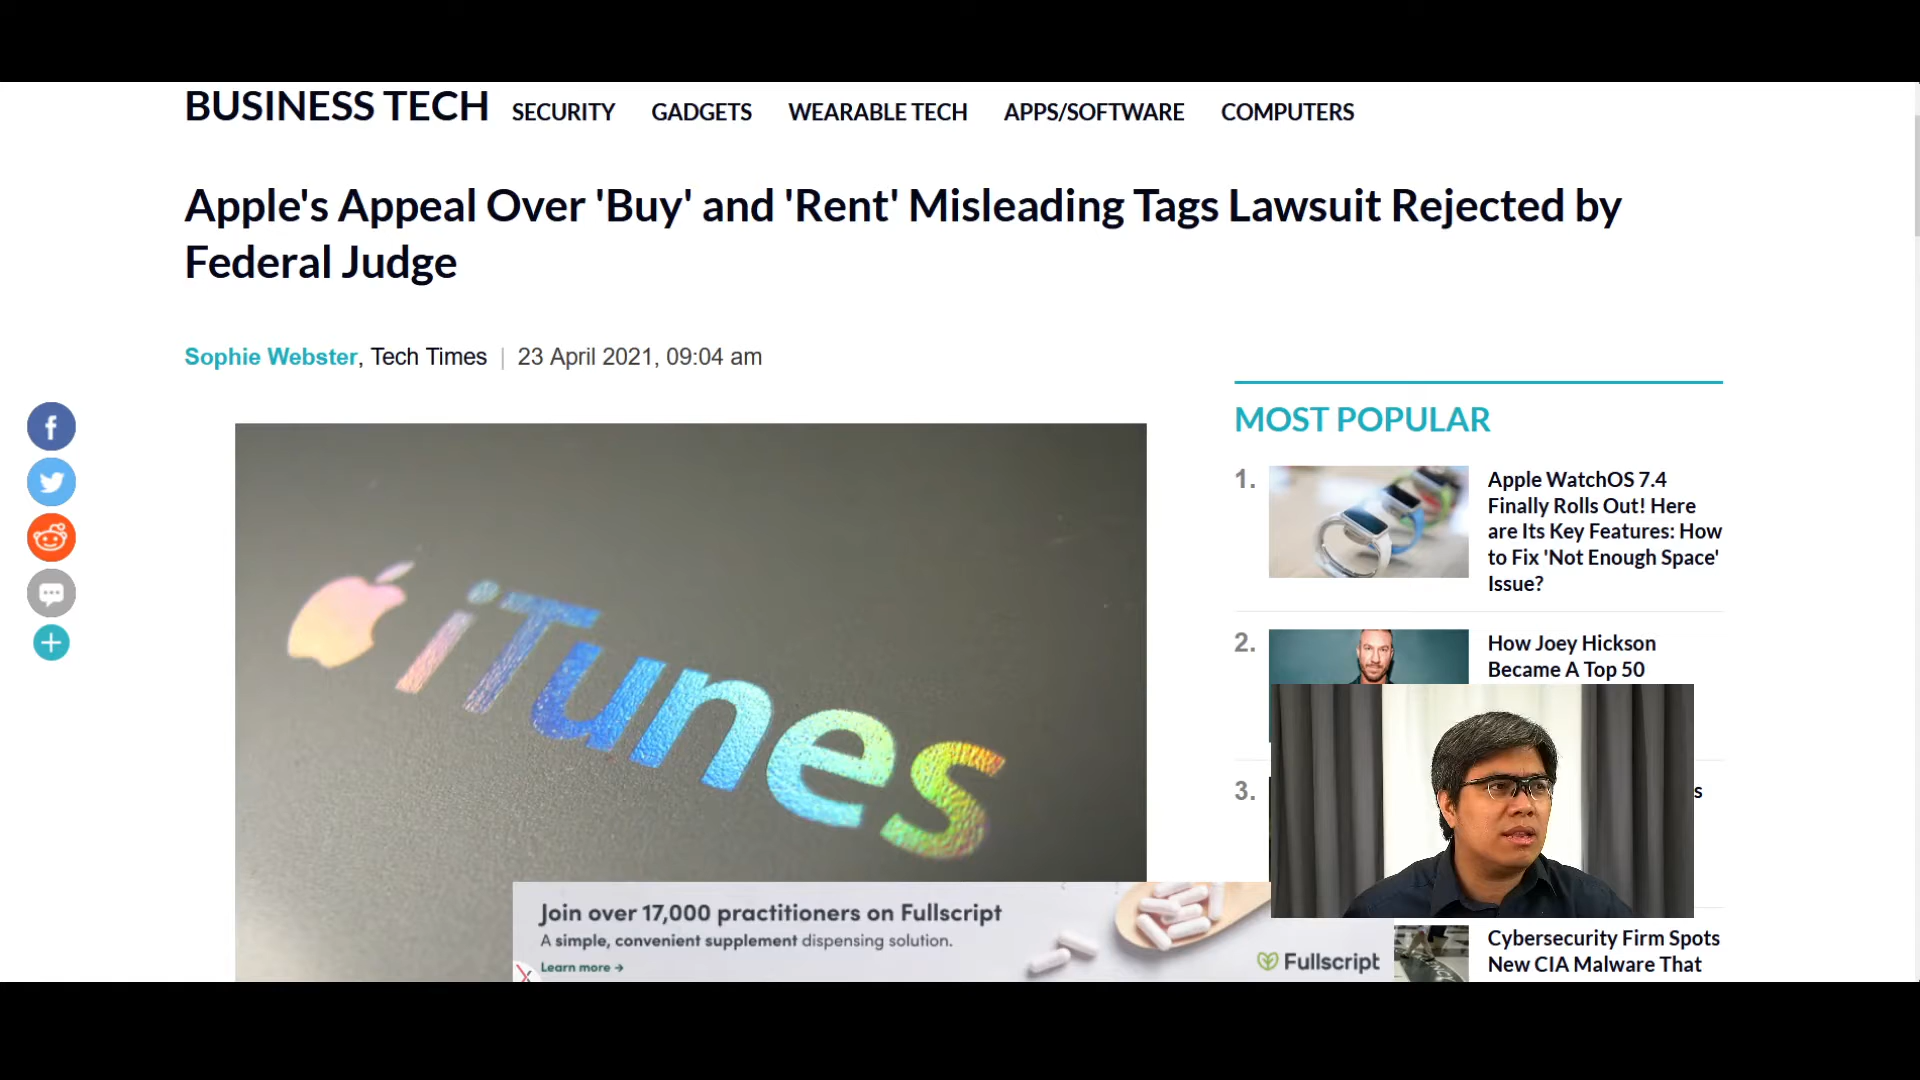 BUSINESS TECH SECURITY GADGETS WEARABLE TECH APPS/SOFTWARE COMPUTERS
Apple's Appeal Over 'Buy' and 'Rent' Misleading Tags Lawsuit Rejected by
Federal Judge
Sophie Webster, Tech Times | 23 April 2021, 09:04 am
iTunes
MOST POPULAR
1.
Apple WatchOS 7.4
Finally Rolls Out! Here
are Its Key Features: How
to Fix 'Not Enough Space'
Issue?
2.
How Joey Hickson
Became A Top 50
3.
s
Cybersecurity Firm Spots
New CIA Malware That
Join over 17,000 practitioners on Fullscript
A simple, convenient supplement dispensing solution.
Learn more →
Fullscript